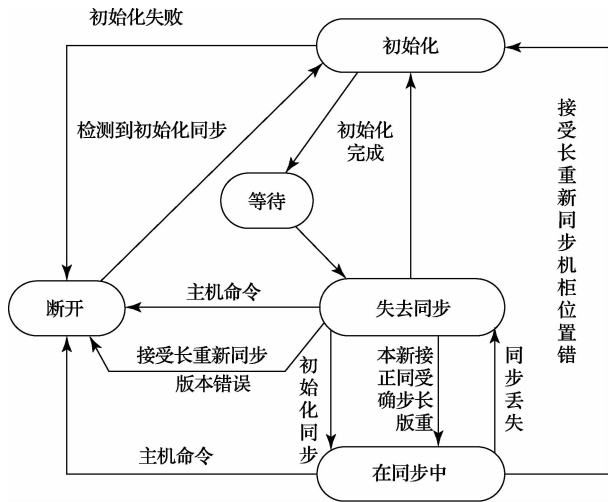 初始化失败
初始化
检测到初始化同步
初始化
完成
等待
接受长重新同步机柜位置错
断开
主机命令
失去同步
接受长重新同步
版本错误
初始化同步
本新接
正同受
确步长
版重
同步丢失
主机命令
在同步中